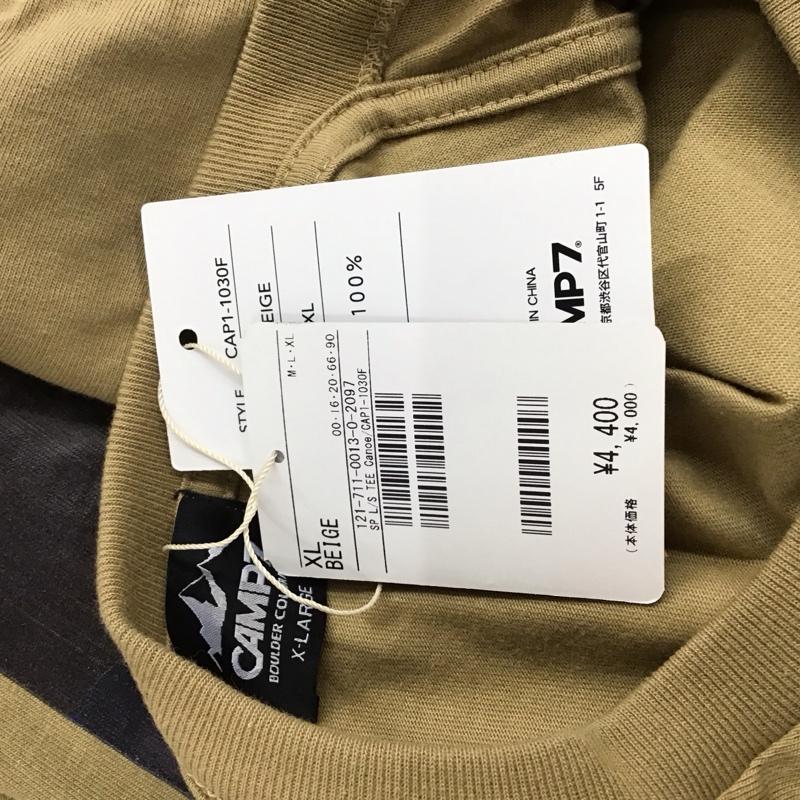 STYLE CAP1-1030F
EIGE
XL
100%
IN CHINA
MP7®
京都渋谷区代官山町1-1 5F
M・L・XL
00・16・20・66・90
XL
BEIGE
121-711-0013-0-2097
SP L/S TEE Canoe/CAP1-1030F
¥4,400
(本体価格 ¥4,000)
CAMP7
BOULDER CO
X-LARGE